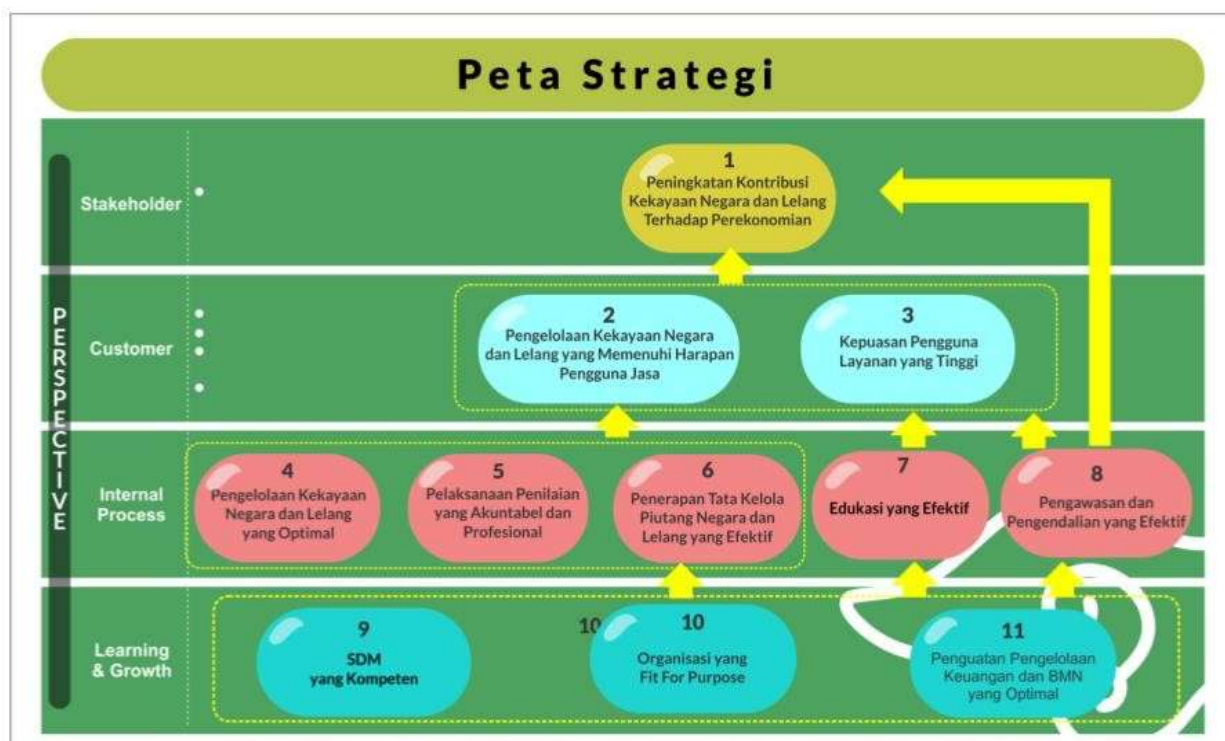 Peta Strategi
PERSPECTIVE
Stakeholder
1
Peningkatan Kontribusi
Kekayaan Negara dan Lelang
Terhadap Perekonomian
Customer
2
Pengelolaan Kekayaan Negara
dan Lelang yang Memenuhi Harapan
Pengguna Jasa
3
Kepuasan Pengguna
Layanan yang Tinggi
Internal
Process
4
Pengelolaan Kekayaan
Negara dan Lelang
yang Optimal
5
Pelaksanaan Penilaian
yang Akuntabel dan
Profesional
6
Penerapan Tata Kelola
Piutang Negara dan
Lelang yang Efektif
7
Edukasi yang Efektif
8
Pengawasan dan
Pengendalian yang Efektif
Learning
& Growth
9
SDM
yang Kompeten
10
10
Organisasi yang
Fit For Purpose
11
Penguatan Pengelolaan
Keuangan dan BMN
yang Optimal